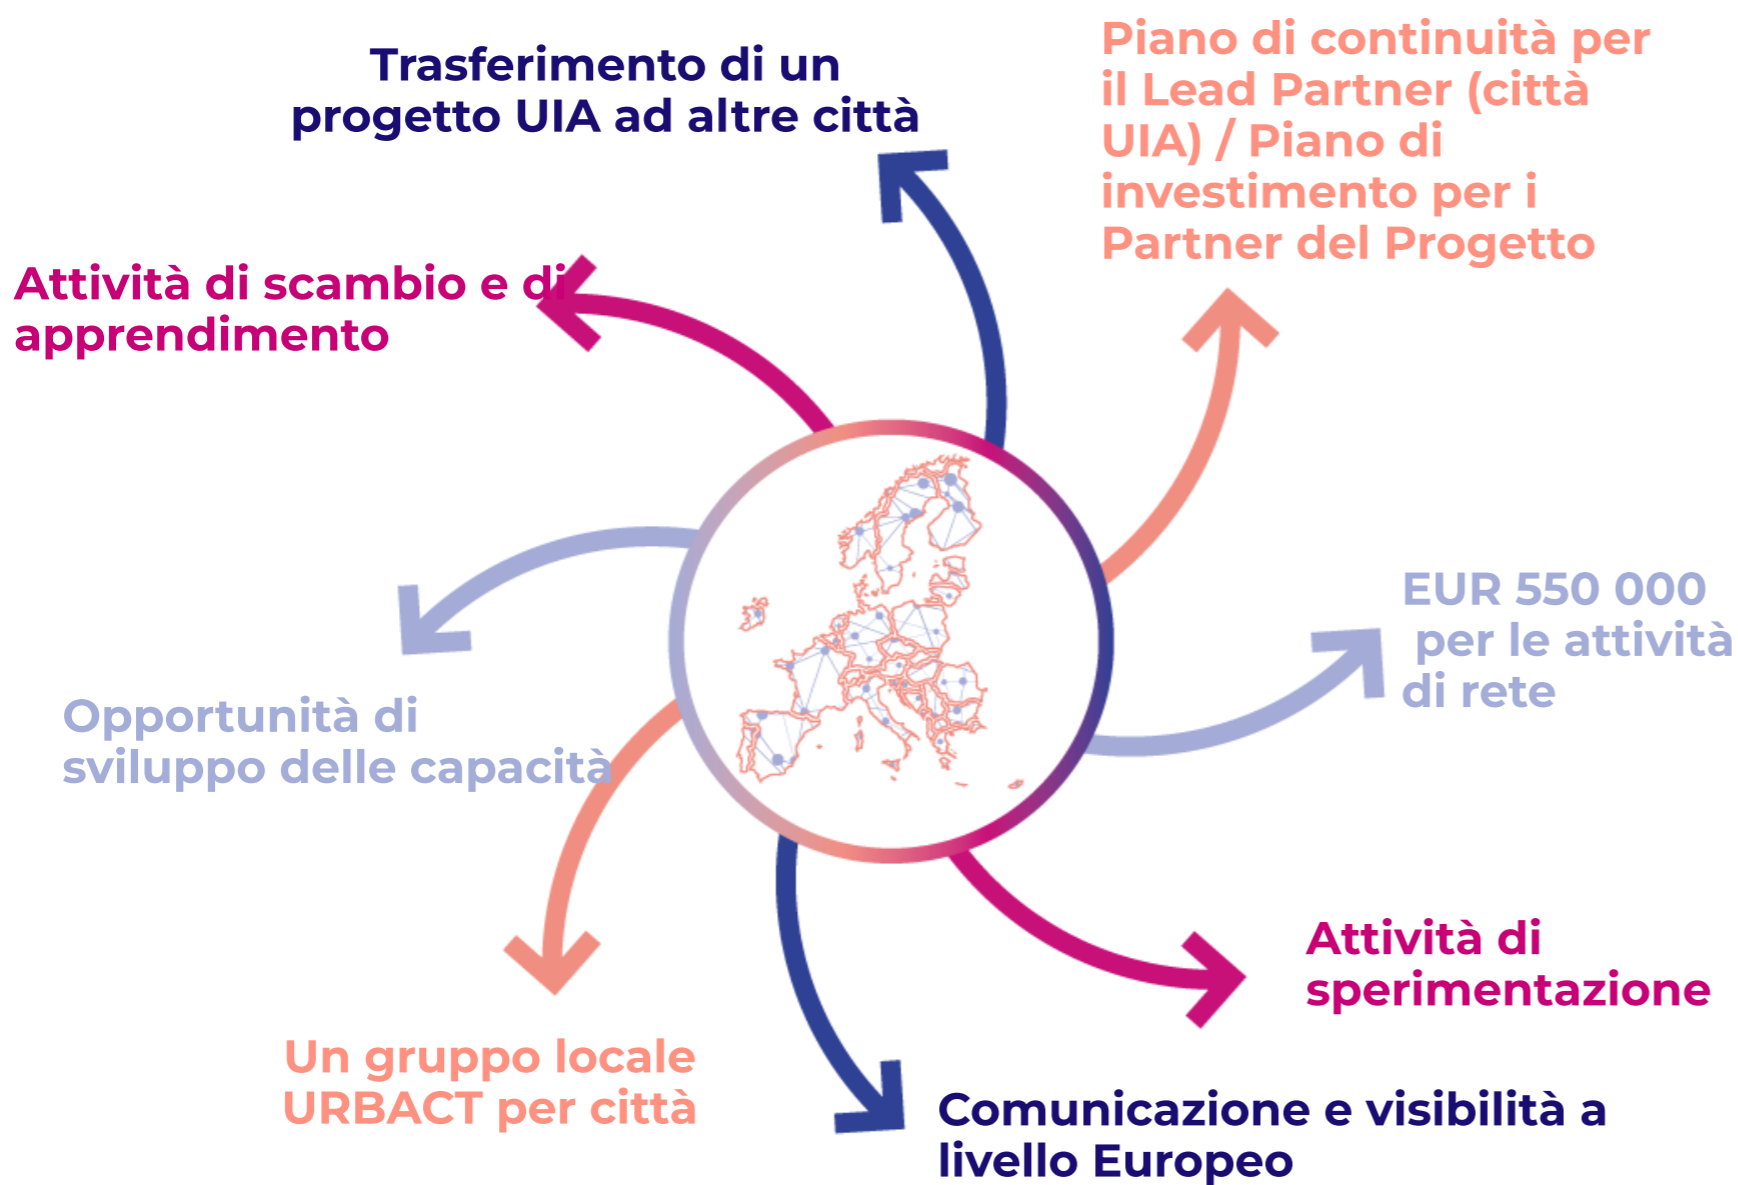 Trasferimento di un
progetto UIA ad altre città
Piano di continuità per
il Lead Partner (città
UIA) / Piano di
investimento per i
Partner del Progetto
Attività di scambio e di
apprendimento
EUR 550 000
per le attività
di rete
Opportunità di
sviluppo delle capacità
Attività di
sperimentazione
Un gruppo locale
URBACT per città
Comunicazione e visibilità a
livello Europeo